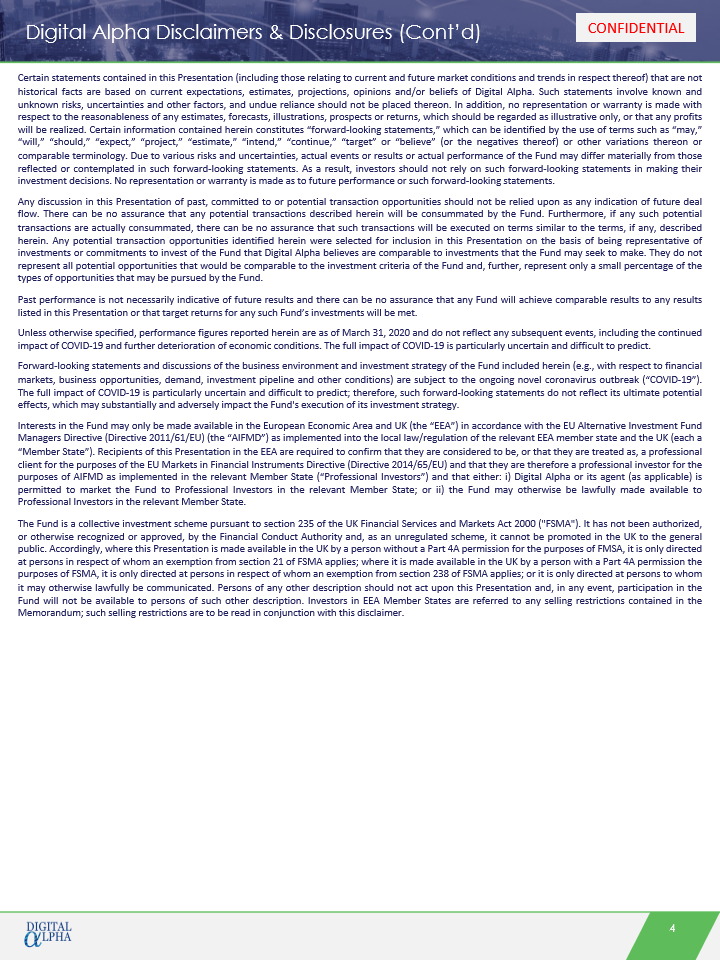 Digital Alpha Disclaimers & Disclosures (Cont’d)
CONFIDENTIAL
Certain statements contained in this Presentation (including those relating to current and future market conditions and trends in respect thereof) that are not
historical facts are based on current expectations, estimates, projections, opinions and/or beliefs of Digital Alpha. Such statements involve known and
unknown risks, uncertainties and other factors, and undue reliance should not be placed thereon. In addition, no representation or warranty is made with
respect to the reasonableness of any estimates, forecasts, illustrations, prospects or returns, which should be regarded as illustrative only, or that any profits
will be realized. Certain information contained herein constitutes “forward-looking statements,” which can be identified by the use of terms such as “may,”
“will,” “should,” “expect,” “project,” “estimate,” “intend,” “continue,” “target” or “believe” (or the negatives thereof) or other variations thereon or
comparable terminology. Due to various risks and uncertainties, actual events or results or actual performance of the Fund may differ materially from those
reflected or contemplated in such forward-looking statements. As a result, investors should not rely on such forward-looking statements in making their
investment decisions. No representation or warranty is made as to future performance or such forward-looking statements.
Any discussion in this Presentation of past, committed to or potential transaction opportunities should not be relied upon as any indication of future deal
flow. There can be no assurance that any potential transactions described herein will be consummated by the Fund. Furthermore, if any such potential
transactions are actually consummated, there can be no assurance that such transactions will be executed on terms similar to the terms, if any, described
herein. Any potential transaction opportunities identified herein were selected for inclusion in this Presentation on the basis of being representative of
investments or commitments to invest of the Fund that Digital Alpha believes are comparable to investments that the Fund may seek to make. They do not
represent all potential opportunities that would be comparable to the investment criteria of the Fund and, further, represent only a small percentage of the
types of opportunities that may be pursued by the Fund.
Past performance is not necessarily indicative of future results and there can be no assurance that any Fund will achieve comparable results to any results
listed in this Presentation or that target returns for any such Fund’s investments will be met.
Unless otherwise specified, performance figures reported herein are as of March 31, 2020 and do not reflect any subsequent events, including the continued
impact of COVID-19 and further deterioration of economic conditions. The full impact of COVID-19 is particularly uncertain and difficult to predict.
Forward-looking statements and discussions of the business environment and investment strategy of the Fund included herein (e.g., with respect to financial
markets, business opportunities, demand, investment pipeline and other conditions) are subject to the ongoing novel coronavirus outbreak (“COVID-19”).
The full impact of COVID-19 is particularly uncertain and difficult to predict; therefore, such forward-looking statements do not reflect its ultimate potential
effects, which may substantially and adversely impact the Fund's execution of its investment strategy.
Interests in the Fund may only be made available in the European Economic Area and UK (the “EEA”) in accordance with the EU Alternative Investment Fund
Managers Directive (Directive 2011/61/EU) (the “AIFMD”) as implemented into the local law/regulation of the relevant EEA member state and the UK (each a
“Member State”). Recipients of this Presentation in the EEA are required to confirm that they are considered to be, or that they are treated as, a professional
client for the purposes of the EU Markets in Financial Instruments Directive (Directive 2014/65/EU) and that they are therefore a professional investor for the
purposes of AIFMD as implemented in the relevant Member State (“Professional Investors”) and that either: i) Digital Alpha or its agent (as applicable) is
permitted to market the Fund to Professional Investors in the relevant Member State; or ii) the Fund may otherwise be lawfully made available to
Professional Investors in the relevant Member State.
The Fund is a collective investment scheme pursuant to section 235 of the UK Financial Services and Markets Act 2000 ("FSMA"). It has not been authorized,
or otherwise recognized or approved, by the Financial Conduct Authority and, as an unregulated scheme, it cannot be promoted in the UK to the general
public. Accordingly, where this Presentation is made available in the UK by a person without a Part 4A permission for the purposes of FMSA, it is only directed
at persons in respect of whom an exemption from section 21 of FSMA applies; where it is made available in the UK by a person with a Part 4A permission the
purposes of FSMA, it is only directed at persons in respect of whom an exemption from section 238 of FSMA applies; or it is only directed at persons to whom
it may otherwise lawfully be communicated. Persons of any other description should not act upon this Presentation and, in any event, participation in the
Fund will not be available to persons of such other description. Investors in EEA Member States are referred to any selling restrictions contained in the
Memorandum; such selling restrictions are to be read in conjunction with this disclaimer.
DIGITAL
αLPHA
4